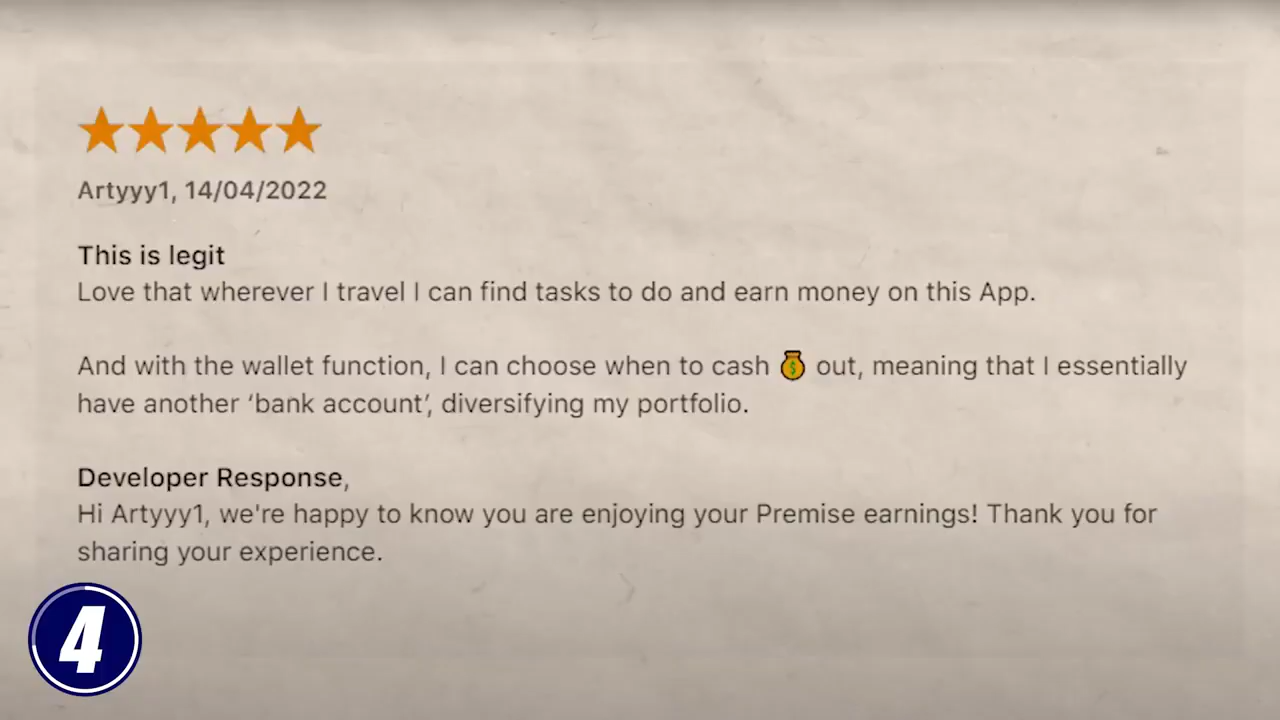 Artyyy1, 14/04/2022
This is legit
Love that wherever I travel I can find tasks to do and earn money on this App.
And with the wallet function, I can choose when to cash 💰 out, meaning that I essentially
have another ‘bank account’, diversifying my portfolio.
Developer Response,
Hi Artyyy1, we're happy to know you are enjoying your Premise earnings! Thank you for
sharing your experience.
4